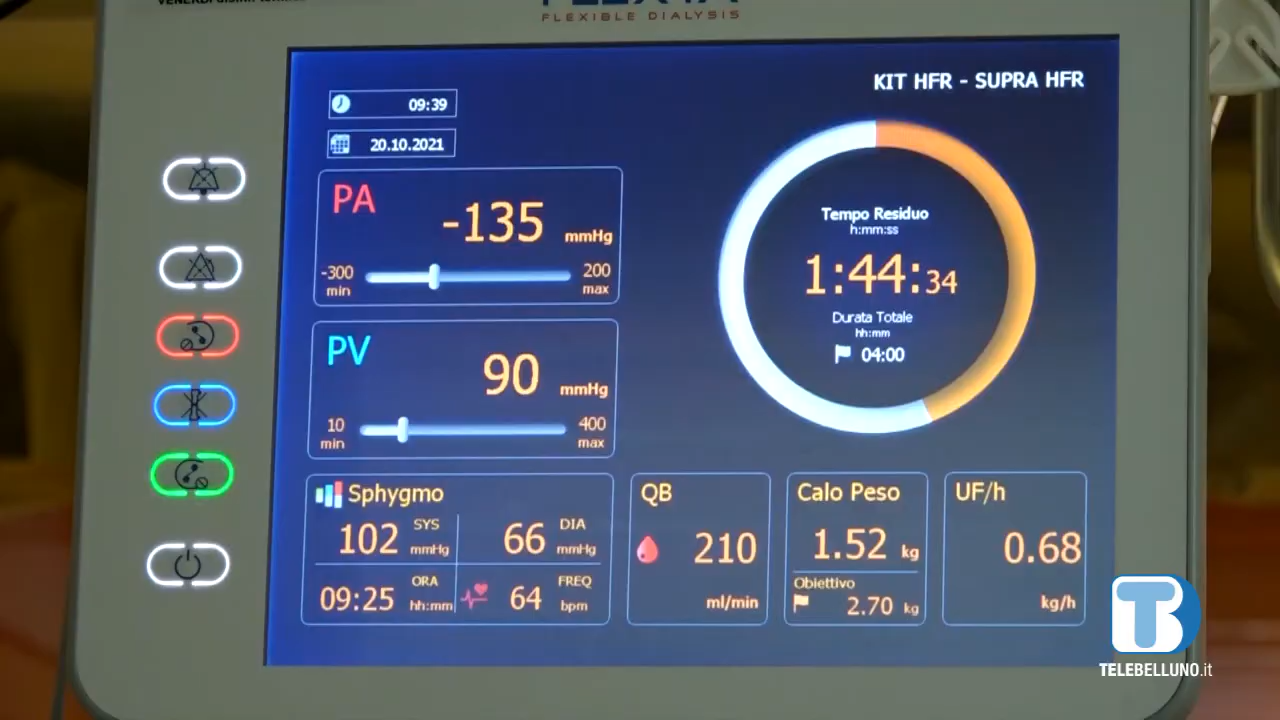 FLEXIBLE DIALYSIS
KIT HFR - SUPRA HFR
09:39
20.10.2021
PA
-135 mmHg
-300 min
200 max
PV
90 mmHg
10 min
400 max
Tempo Residuo
h:mm:ss
1:44:34
Durata Totale
hh:mm
04:00
Sphygmo
102 SYS mmHg
66 DIA mmHg
09:25 ORA hh:mm
64 FREQ bpm
QB
210
ml/min
Calo Peso
1.52 kg
Obiettivo
2.70 kg
UF/h
0.68
kg/h
TB
TELEBELLUNO.it